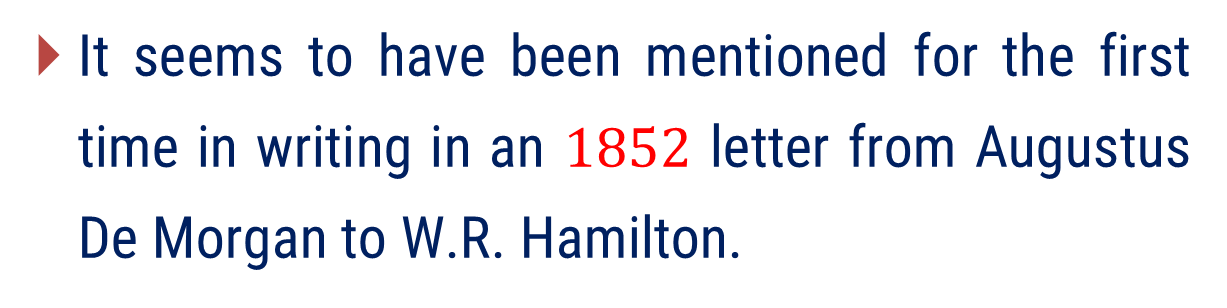 It seems to have been mentioned for the first
time in writing in an 1852 letter from Augustus
De Morgan to W.R. Hamilton.